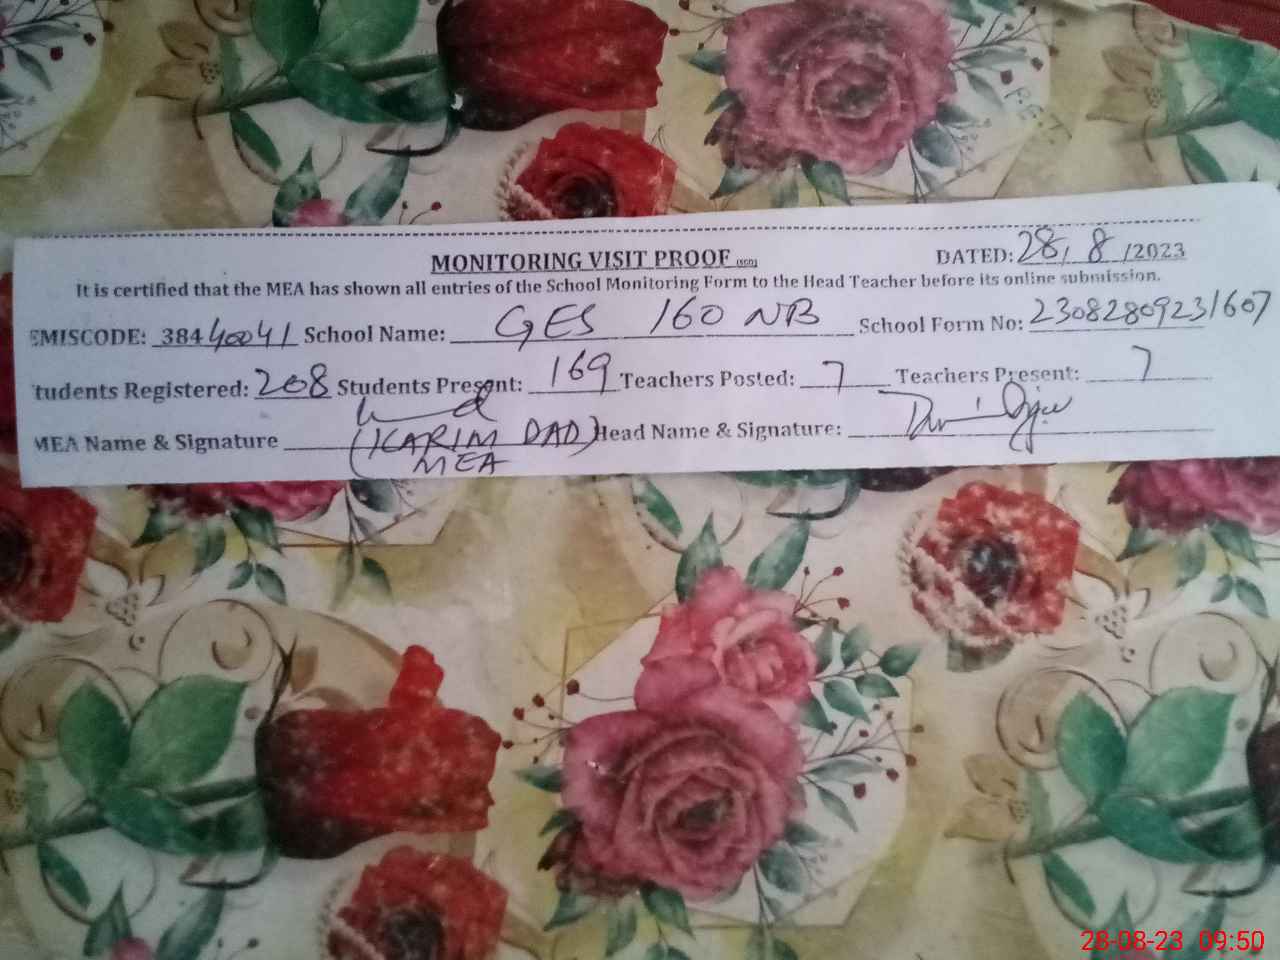 MONITORING VISIT PROOF (SED) DATED: 28/8/2023
It is certified that the MEA has shown all entries of the School Monitoring Form to the Head Teacher before its online submission.
EMISCODE: 38440041 School Name: GES 160 NB School Form No: 23082809231607
tudents Registered: 208 Students Present: 169 Teachers Posted: 7 Teachers Present: 7
MEA Name & Signature (KARIM DAD) Head Name & Signature:
MEA
28-08-23 09:50